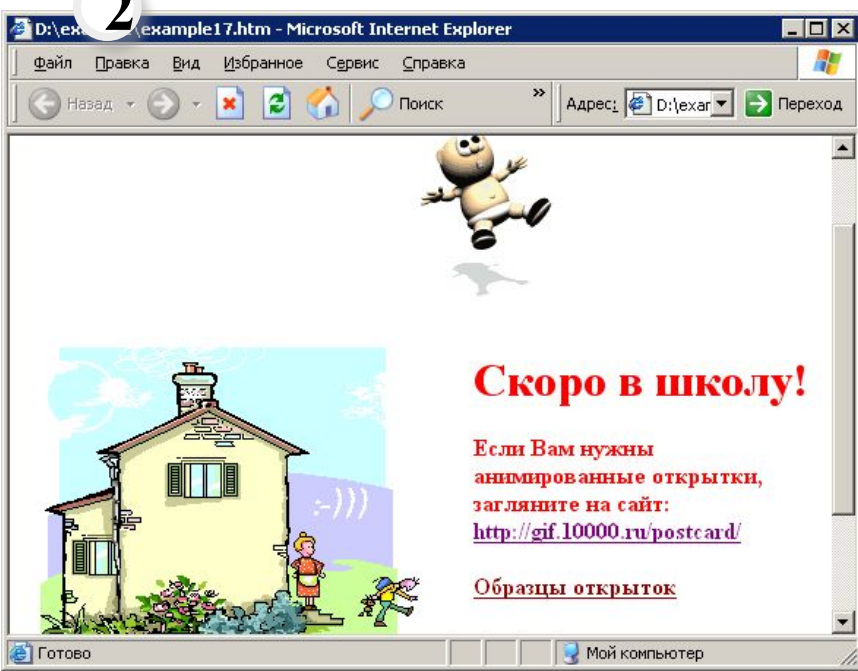 2
D:\ex example17.htm - Microsoft Internet Explorer
Файл Правка Вид Избранное Сервис Справка
Назад Поиск » Адрес: D:\exar Переход
:-)))
Скоро в школу!
Если Вам нужны
анимированные открытки,
загляните на сайт:
http://gif.10000.ru/postcard/
Образцы открыток
Готово Мой компьютер